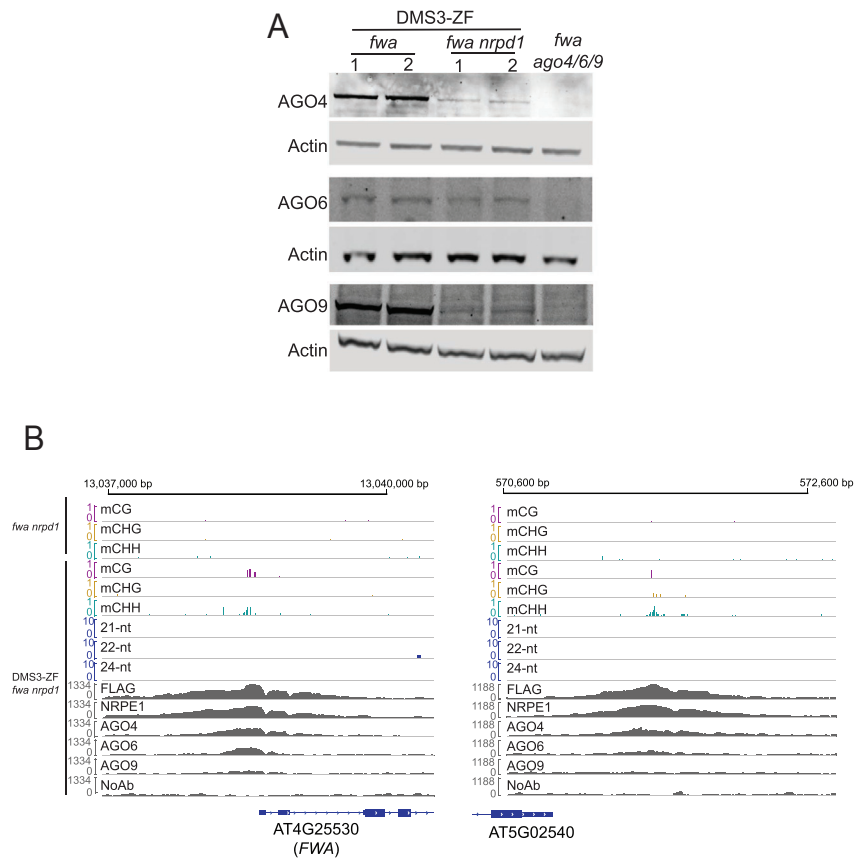 A
DMS3-ZF
fwa fwa nrpd1 fwa
1 2 1 2 ago4/6/9
AGO4
Actin
AGO6
Actin
AGO9
Actin
B
13,037,000 bp 13,040,000 bp 570,600 bp 572,600 bp
fwa nrpd1
1 0 mCG 1 0 mCG
1 0 mCHG 1 0 mCHG
1 0 mCHH 1 0 mCHH
DMS3-ZF
fwa nrpd1
1 0 mCG 1 0 mCG
1 0 mCHG 1 0 mCHG
1 0 mCHH 1 0 mCHH
10 0 21-nt 10 0 21-nt
10 0 22-nt 10 0 22-nt
10 0 24-nt 10 0 24-nt
1334 0 FLAG 1188 0 FLAG
1334 0 NRPE1 1188 0 NRPE1
1334 0 AGO4 1188 0 AGO4
1334 0 AGO6 1188 0 AGO6
1334 0 AGO9 1188 0 AGO9
1334 0 NoAb 1188 0 NoAb
AT4G25530 AT5G02540
(FWA)